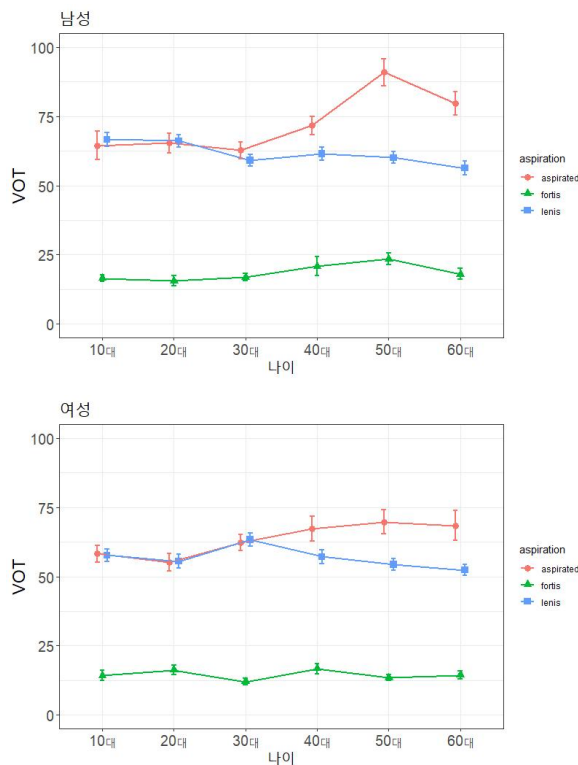 남성
100
75
50
25
0
VOT
10대 20대 30대 40대 50대 60대
나이
aspiration
aspirated
fortis
lenis
여성
100
75
50
25
0
VOT
10대 20대 30대 40대 50대 60대
나이
aspiration
aspirated
fortis
lenis